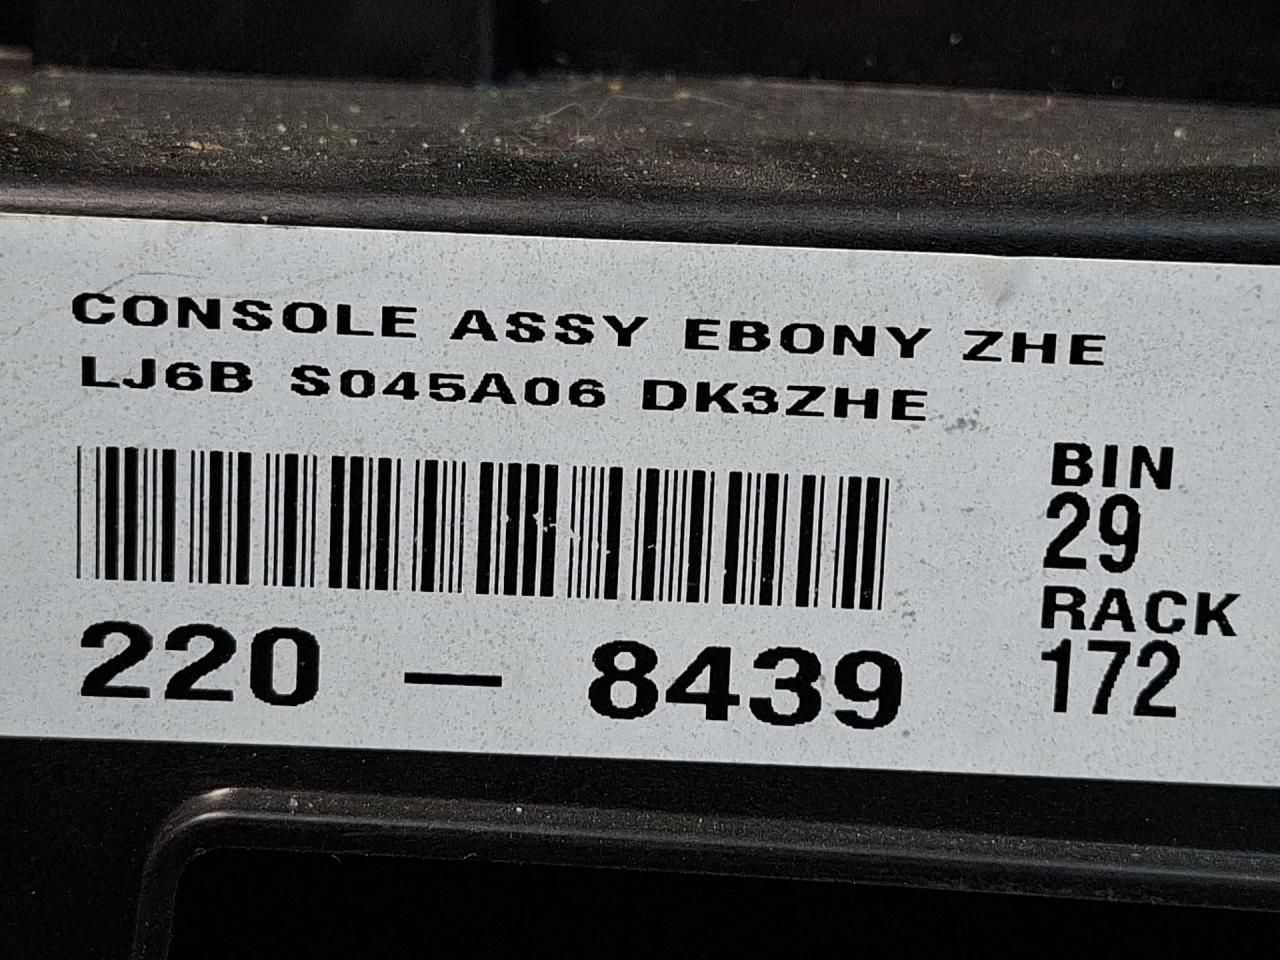 CONSOLE ASSY EBONY ZHE
LJ6B S045A06 DK3ZHE
BIN
29
RACK
172
220 — 8439